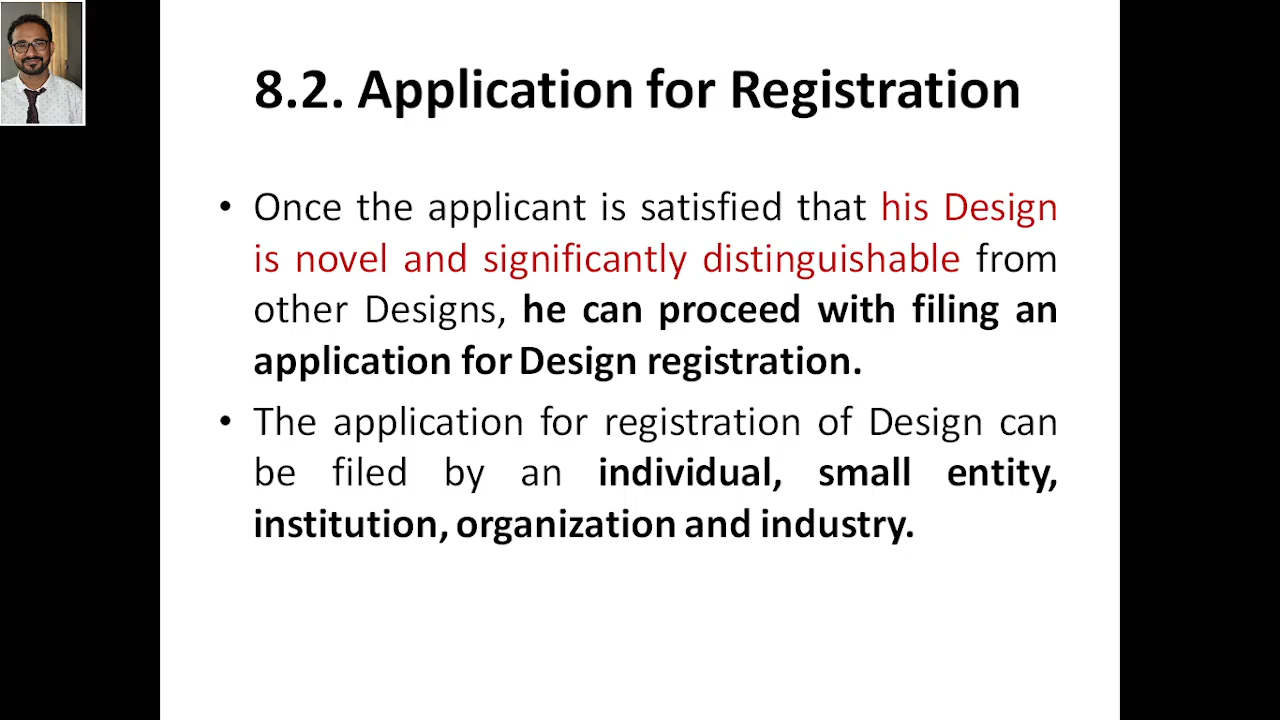 8.2. Application for Registration
• Once the applicant is satisfied that his Design
is novel and significantly distinguishable from
other Designs, he can proceed with filing an
application for Design registration.
• The application for registration of Design can
be filed by an individual, small entity,
institution, organization and industry.